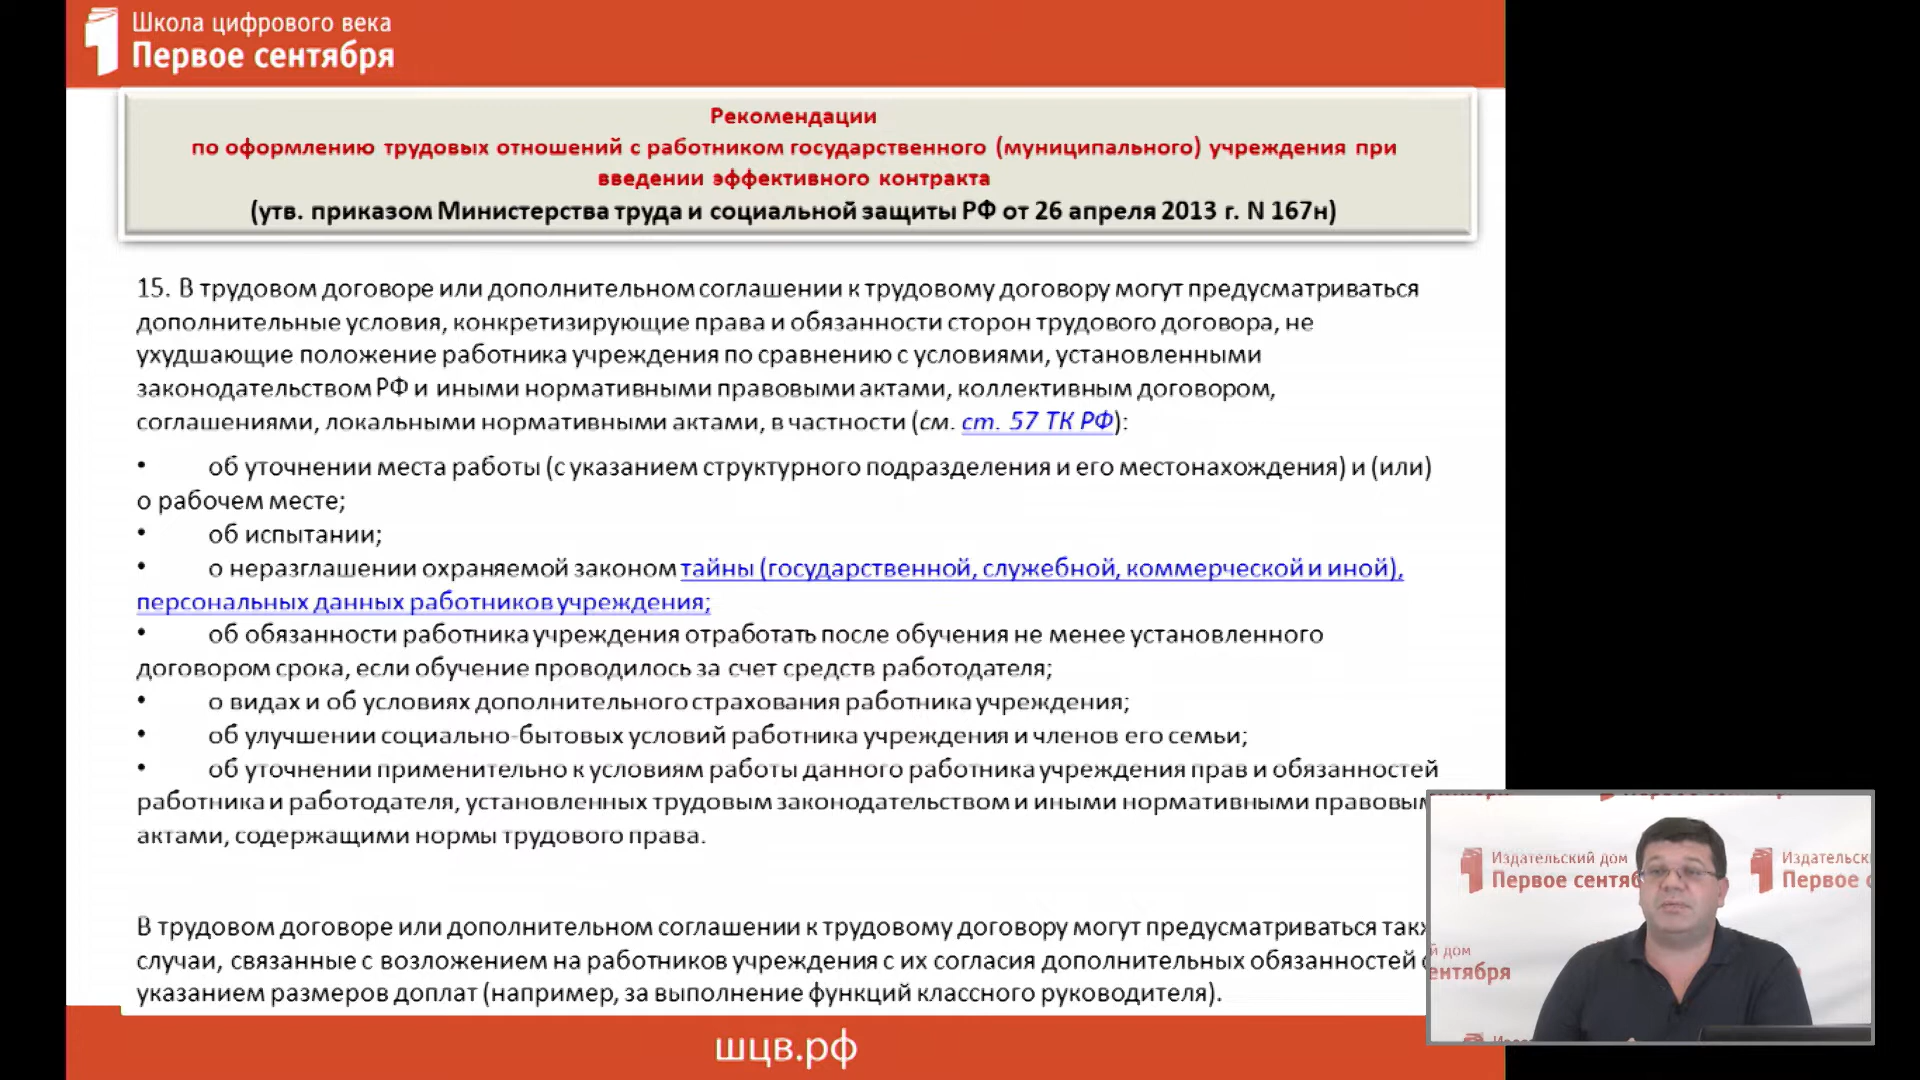 Школа цифрового века
Первое сентября
Рекомендации
по оформлению трудовых отношений с работником государственного (муниципального) учреждения при
введении эффективного контракта
(утв. приказом Министерства труда и социальной защиты РФ от 26 апреля 2013 г. N 167н)
15. В трудовом договоре или дополнительном соглашении к трудовому договору могут предусматриваться
дополнительные условия, конкретизирующие права и обязанности сторон трудового договора, не
ухудшающие положение работника учреждения по сравнению с условиями, установленными
законодательством РФ и иными нормативными правовыми актами, коллективным договором,
соглашениями, локальными нормативными актами, в частности (см. ст. 57 ТК РФ):
• об уточнении места работы (с указанием структурного подразделения и его местонахождения) и (или)
о рабочем месте;
• об испытании;
• о неразглашении охраняемой законом тайны (государственной, служебной, коммерческой и иной),
персональных данных работников учреждения;
• об обязанности работника учреждения отработать после обучения не менее установленного
договором срока, если обучение проводилось за счет средств работодателя;
• о видах и об условиях дополнительного страхования работника учреждения;
• об улучшении социально-бытовых условий работника учреждения и членов его семьи;
• об уточнении применительно к условиям работы данного работника учреждения прав и обязанностей
работника и работодателя, установленных трудовым законодательством и иными нормативными правовым
актами, содержащими нормы трудового права.
В трудовом договоре или дополнительном соглашении к трудовому договору могут предусматриваться
случаи, связанные с возложением на работников учреждения с их согласия дополнительных обязанностей
указанием размеров доплат (например, за выполнение функций классного руководителя).
шцв.рф
Издательский дом
Первое
Первое
дом